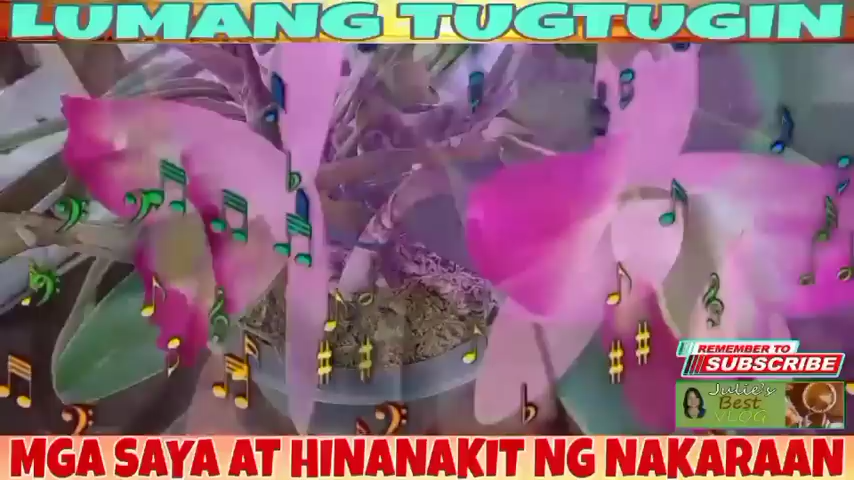 LUMANG TUGTUGIN
REMEMBER TO
SUBSCRIBE
Julie's
Best
VLOG
MGA SAYA AT HINANAKIT NG NAKARAAN